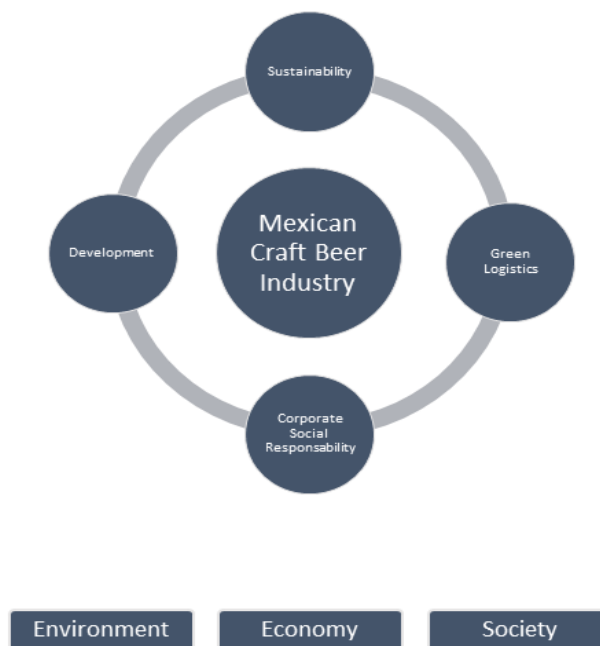 Sustainability
Mexican
Craft Beer
Industry
Development
Green
Logistics
Corporate
Social
Responsability
Environment
Economy
Society